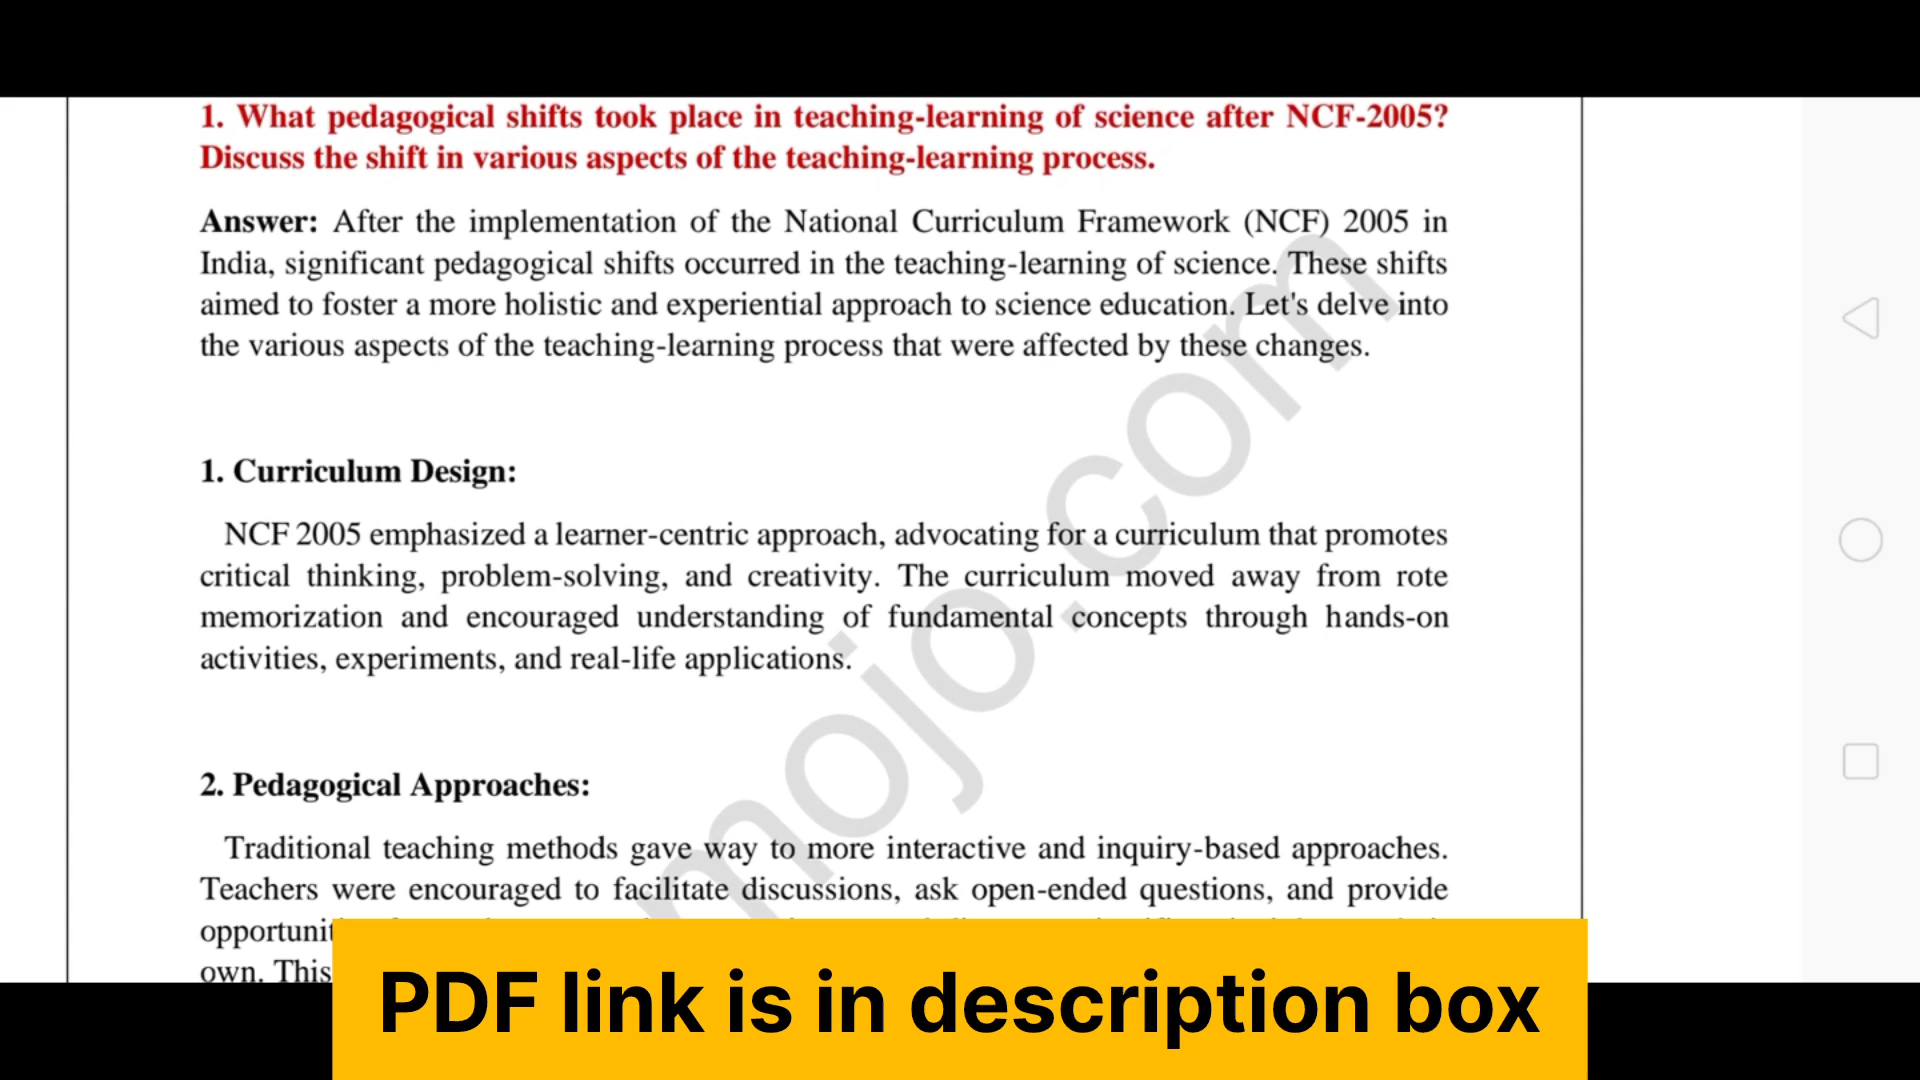 1. What pedagogical shifts took place in teaching-learning of science after NCF-2005?
Discuss the shift in various aspects of the teaching-learning process.
Answer: After the implementation of the National Curriculum Framework (NCF) 2005 in
India, significant pedagogical shifts occurred in the teaching-learning of science. These shifts
aimed to foster a more holistic and experiential approach to science education. Let's delve into
the various aspects of the teaching-learning process that were affected by these changes.
1. Curriculum Design:
NCF 2005 emphasized a learner-centric approach, advocating for a curriculum that promotes
critical thinking, problem-solving, and creativity. The curriculum moved away from rote
memorization and encouraged understanding of fundamental concepts through hands-on
activities, experiments, and real-life applications.
2. Pedagogical Approaches:
Traditional teaching methods gave way to more interactive and inquiry-based approaches.
Teachers were encouraged to facilitate discussions, ask open-ended questions, and provide
own. This
mojo.com
PDF link is in description box